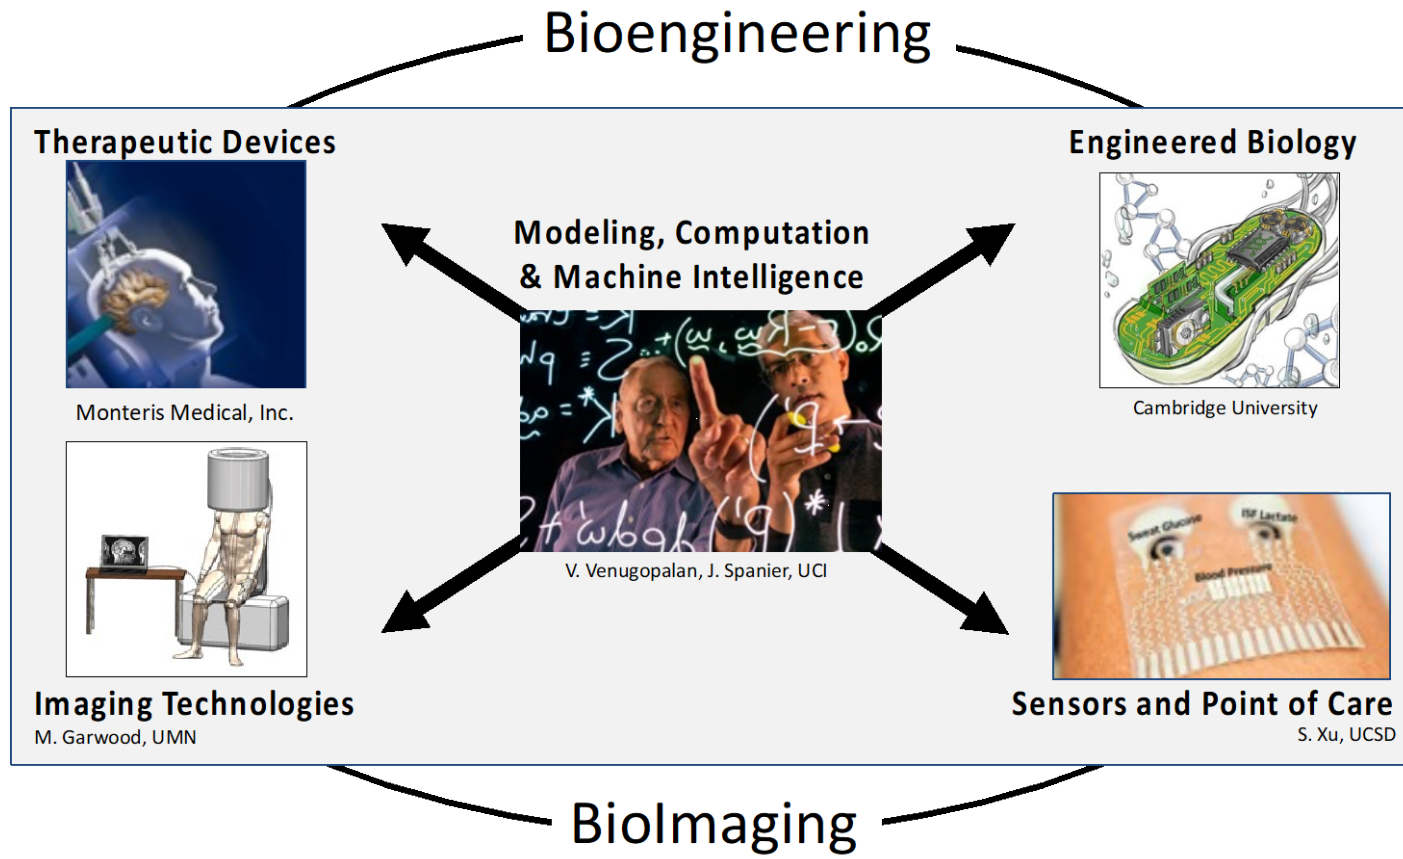 Bioengineering
Therapeutic Devices
Engineered Biology
Modeling, Computation
& Machine Intelligence
Monteris Medical, Inc.
Cambridge University
V. Venugopalan, J. Spanier, UCI
Sweat Glucose
ISF Lactate
Blood Pressure
Imaging Technologies
M. Garwood, UMN
Sensors and Point of Care
S. Xu, UCSD
BioImaging